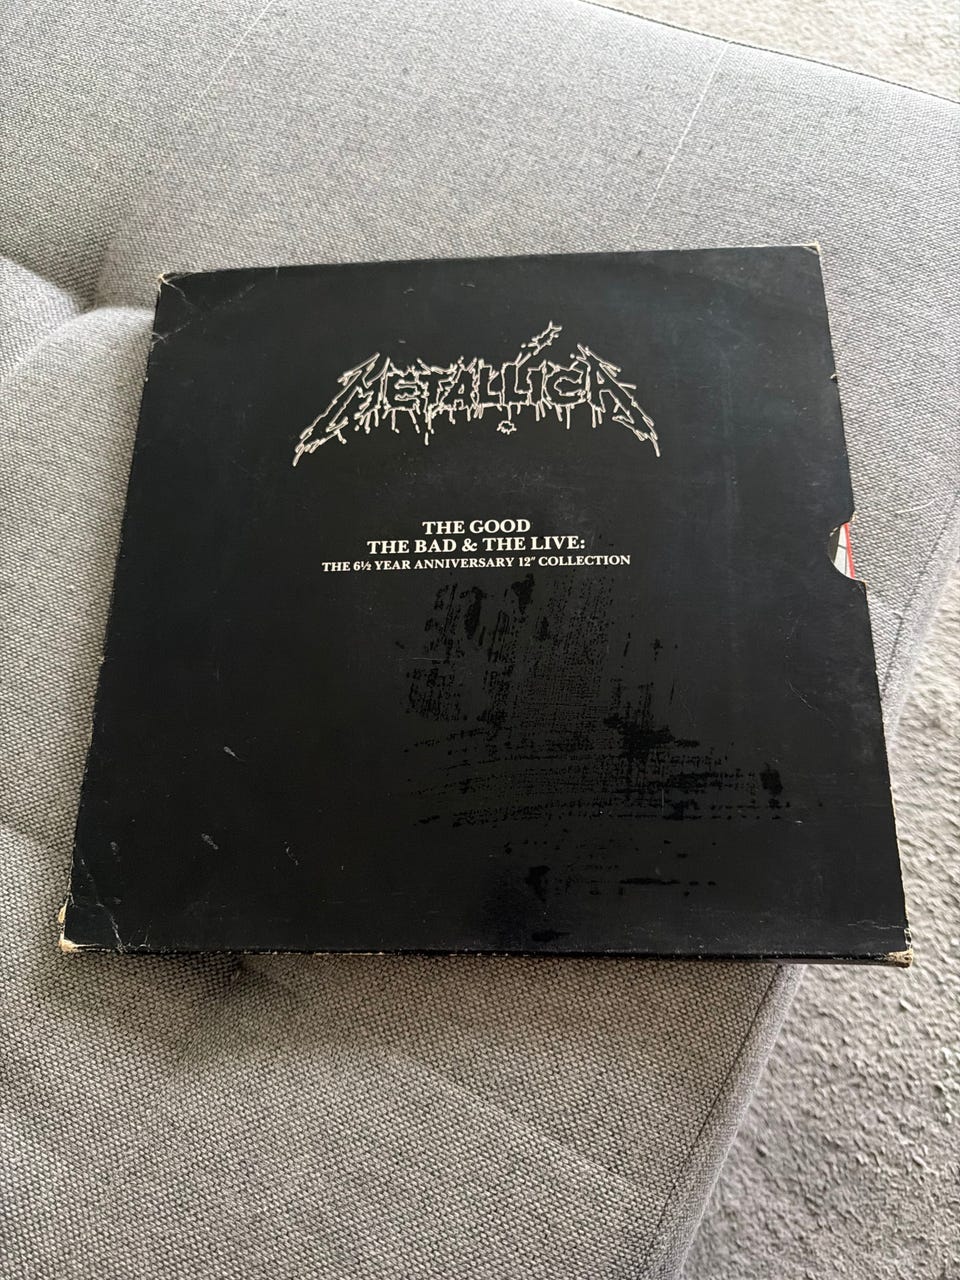 METALLICA
THE GOOD
THE BAD & THE LIVE:
THE 6½ YEAR ANNIVERSARY 12" COLLECTION